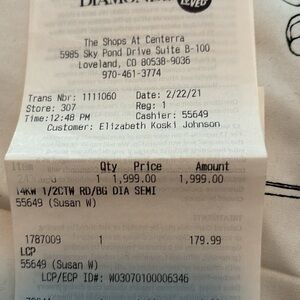 DIAMOND
The Shops At Centerra
5985 Sky Pond Drive Suite B-100
Loveland, CO 80538-9036
970-461-3774
Trans Nbr: 1111060 Date: 2/22/21
Store: 307 Reg: 1
Time:12:48 PM Cashier: 55649
Customer: Elizabeth Koski Johnson
Item Qty Price Amount
1 1,999.00 1,999.00
14KW 1/2CTW RD/BG DIA SEMI
55649 (Susan W)
1787009 1 179.99
LCP
55649 (Susan W)
LCP/ECP ID#: W03070100006346